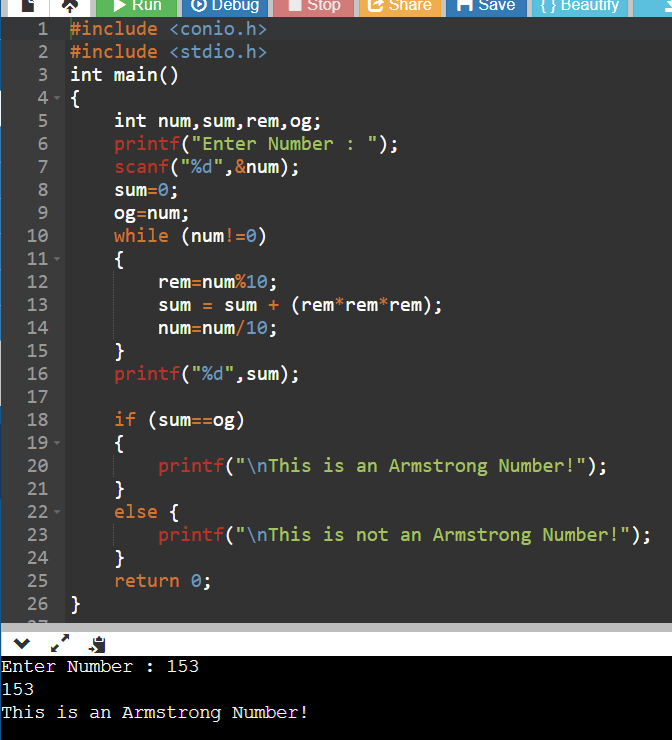 Run Debug Stop Share Save {} Beautify
1 #include <conio.h>
2 #include <stdio.h>
3 int main()
4 {
5 int num,sum,rem,og;
6 printf("Enter Number : ");
7 scanf("%d",&num);
8 sum=0;
9 og=num;
10 while (num!=0)
11 {
12 rem=num%10;
13 sum = sum + (rem*rem*rem);
14 num=num/10;
15 }
16 printf("%d",sum);
17
18 if (sum==og)
19 {
20 printf("\nThis is an Armstrong Number!");
21 }
22 else {
23 printf("\nThis is not an Armstrong Number!");
24 }
25 return 0;
26 }
27
Enter Number : 153
153
This is an Armstrong Number!